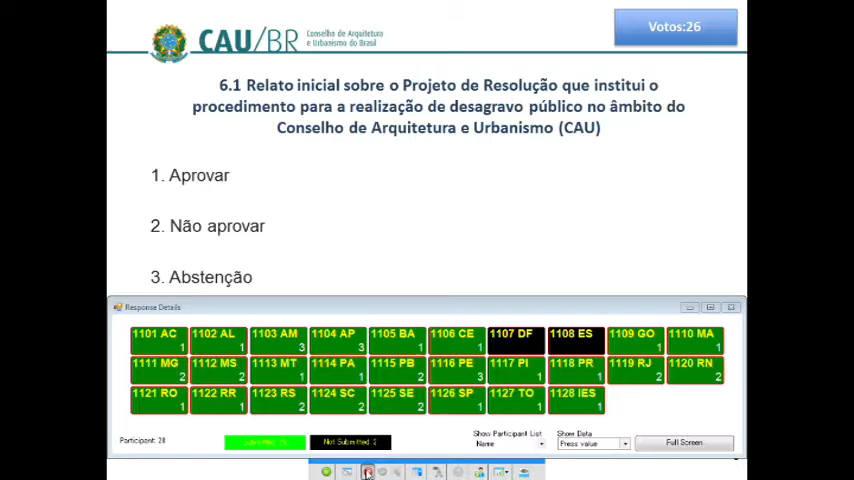 CAU/BR
Conselho de Arquitetura
e Urbanismo do Brasil
Votos:26
6.1 Relato inicial sobre o Projeto de Resolução que institui o
procedimento para a realização de desagravo público no âmbito do
Conselho de Arquitetura e Urbanismo (CAU)
1. Aprovar
2. Não aprovar
3. Abstenção
Response Details
1101 AC 1102 AL 1103 AM 1104 AP 1105 BA 1106 CE 1107 DF 1108 ES 1109 GO 1110 MA
1 1 3 3 1 1 1 1
1111 MG 1112 MS 1113 MT 1114 PA 1115 PB 1116 PE 1117 PI 1118 PR 1119 RJ 1120 RN
2 2 1 1 2 3 1 1 2 2
1121 RO 1122 RR 1123 RS 1124 SC 1125 SE 1126 SP 1127 TO 1128 IES
1 1 2 2 2 1 1 1
Participant: 28
Not Submitted: 2
Show Participant List
Name
Show Data
Press value
Full Screen